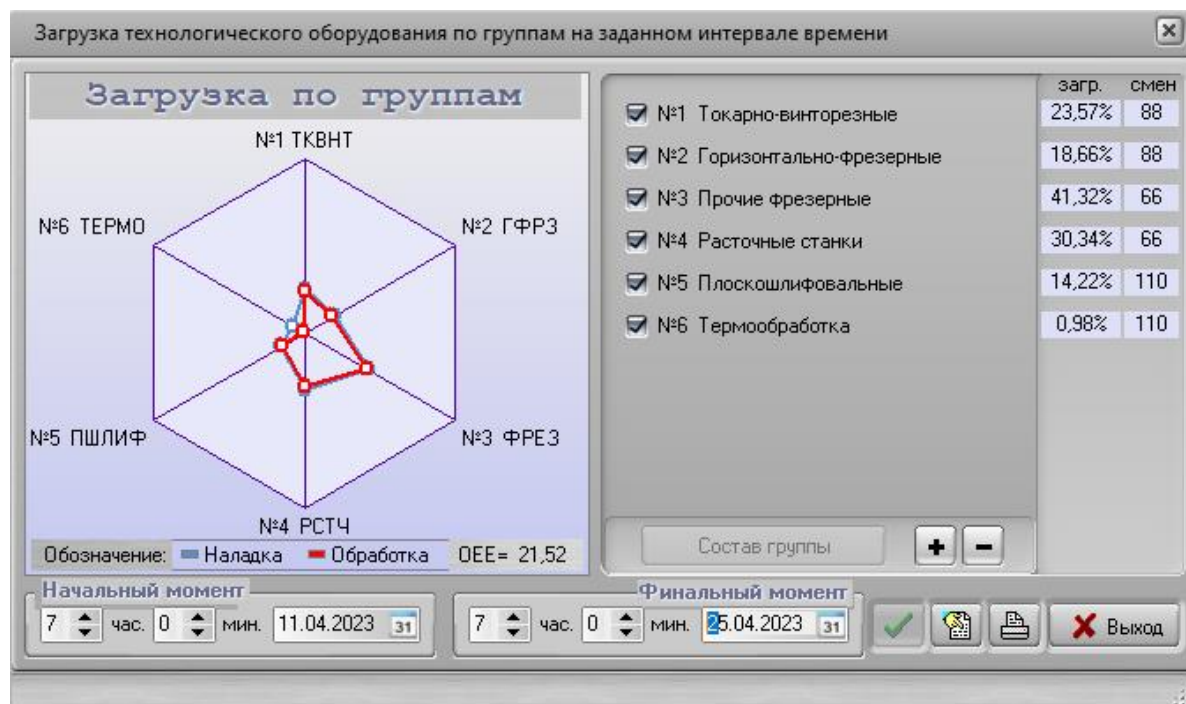 Загрузка технологического оборудования по группам на заданном интервале времени
Загрузка по группам
№1 ТКВНТ
№6 ТЕРМО
№2 ГФРЗ
№5 ПШЛИФ
№3 ФРЕЗ
№4 РСТЧ
Обозначение: Наладка Обработка OEE= 21,52
загр. смен
№1 Токарно-винторезные 23,57% 88
№2 Горизонтально-фрезерные 18,66% 88
№3 Прочие фрезерные 41,32% 66
№4 Расточные станки 30,34% 66
№5 Плоскошлифовальные 14,22% 110
№6 Термообработка 0,98% 110
Состав группы + -
Начальный момент
7 час. 0 мин. 11.04.2023 31
Финальный момент
7 час. 0 мин. 25.04.2023 31
Выход